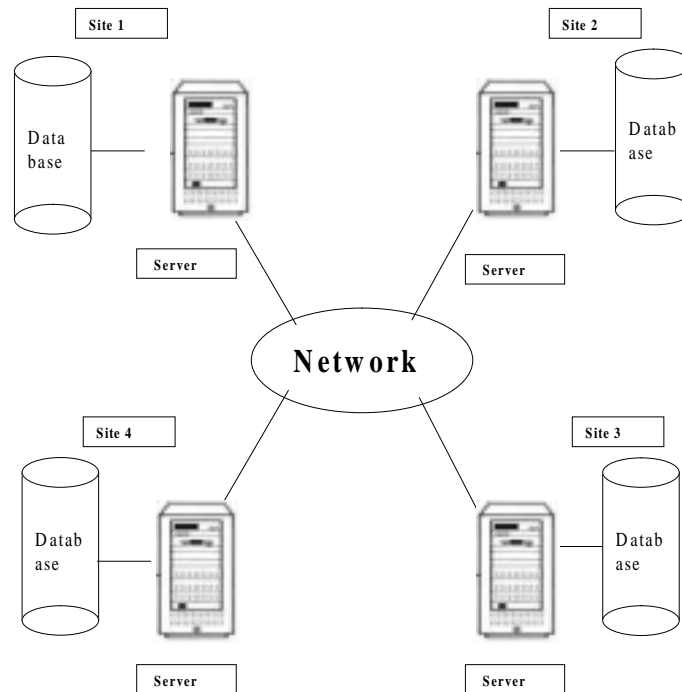 Site 1
Site 2
Data
base
Datab
ase
Server
Server
Network
Site 4
Site 3
Datab
ase
Datab
ase
Server
Server